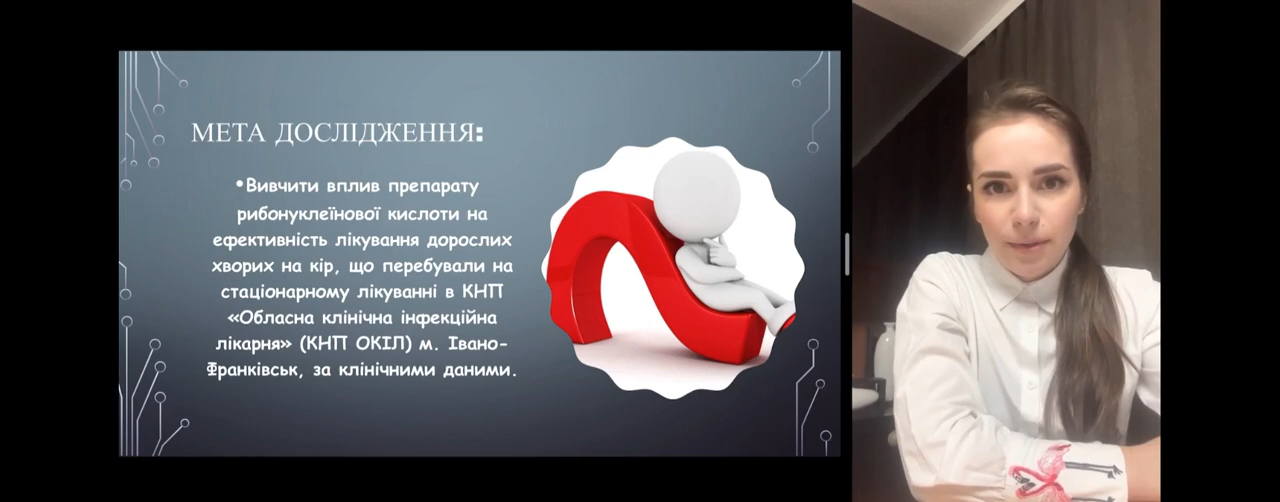 МЕТА ДОСЛІДЖЕННЯ:
•Вивчити вплив препарату
рибонуклеїнової кислоти на
ефективність лікування дорослих
хворих на кір, що перебували на
стаціонарному лікуванні в КНП
«Обласна клінічна інфекційна
лікарня» (КНП ОКІЛ) м. Івано-
Франківськ, за клінічними даними.